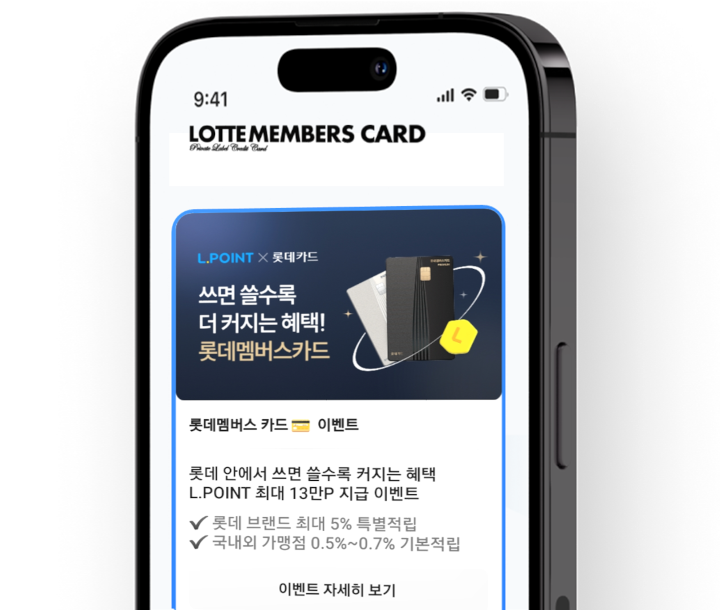 9:41
LOTTE MEMBERS CARD
Private Label Credit Card
L.POINT × 롯데카드
쓰면 쓸수록
더 커지는 혜택!
롯데멤버스카드
L
롯데멤버스 카드 💳 이벤트
롯데 안에서 쓰면 쓸수록 커지는 혜택
L.POINT 최대 13만P 지급 이벤트
✓ 롯데 브랜드 최대 5% 특별적립
✓ 국내외 가맹점 0.5%~0.7% 기본적립
이벤트 자세히 보기